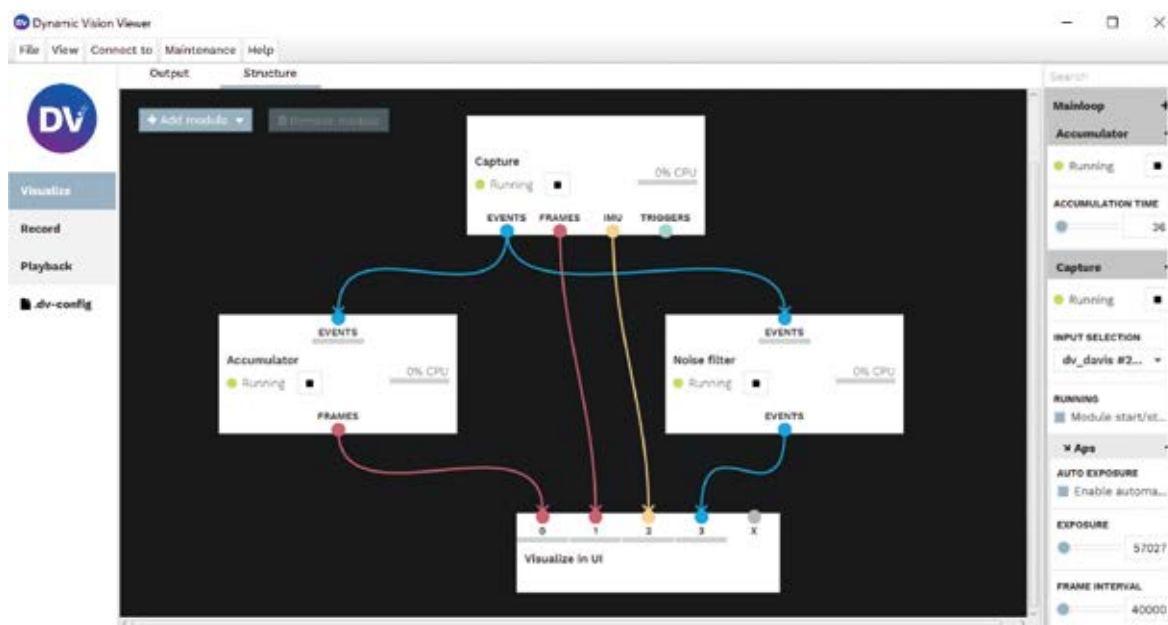 DV Dynamic Vision Viewer
File View Connect to Maintenance Help
Output Structure
DV
Visualize
Record
Playback
.dv-config
+ Add module
Remove module
Capture
Running
0% CPU
EVENTS FRAMES IMU TRIGGERS
EVENTS
Accumulator
Running
0% CPU
FRAMES
EVENTS
Noise filter
Running
0% CPU
EVENTS
0 1 2 3 X
Visualize in UI
Search
Mainloop +
Accumulator
Running
ACCUMULATION TIME
36
Capture
Running
INPUT SELECTION
dv_davis #2...
RUNNING
Module start/st...
Aps
AUTO EXPOSURE
Enable automa...
EXPOSURE
57027
FRAME INTERVAL
40000